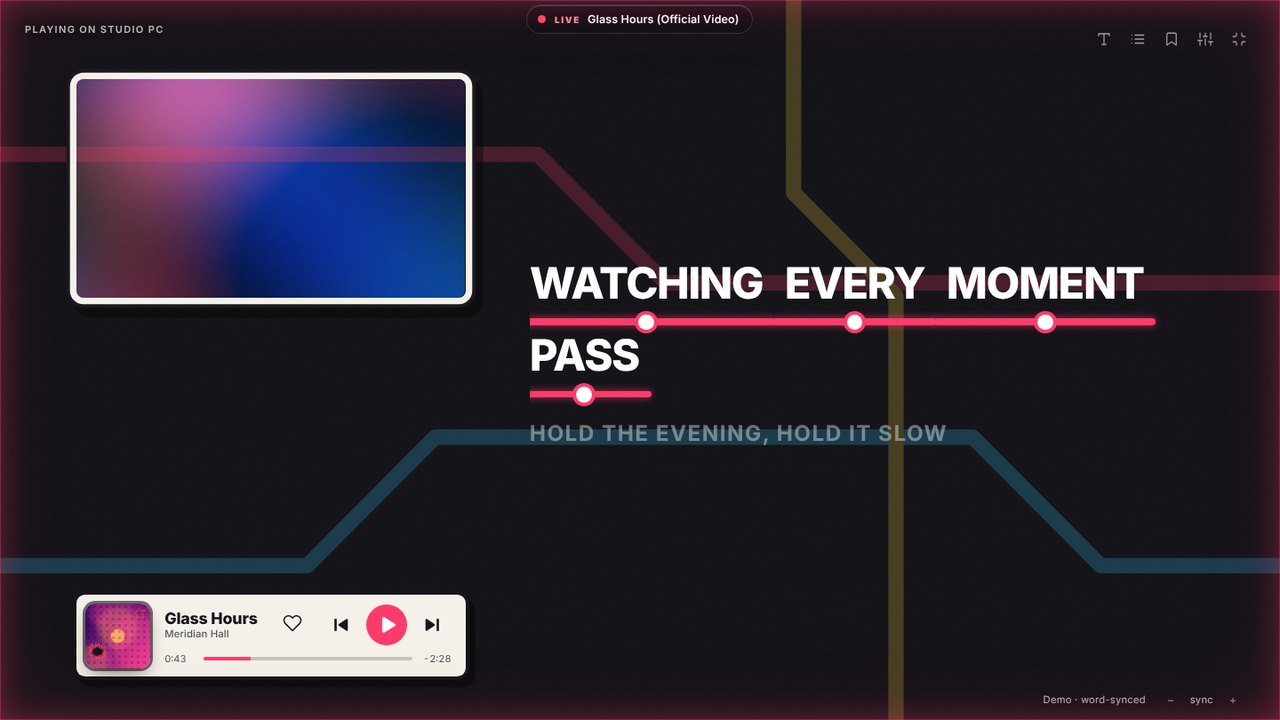 PLAYING ON STUDIO PC
LIVE Glass Hours (Official Video)
WATCHING EVERY MOMENT
PASS
HOLD THE EVENING, HOLD IT SLOW
Glass Hours
Meridian Hall
0:43 -2:28
Demo · word-synced − sync +